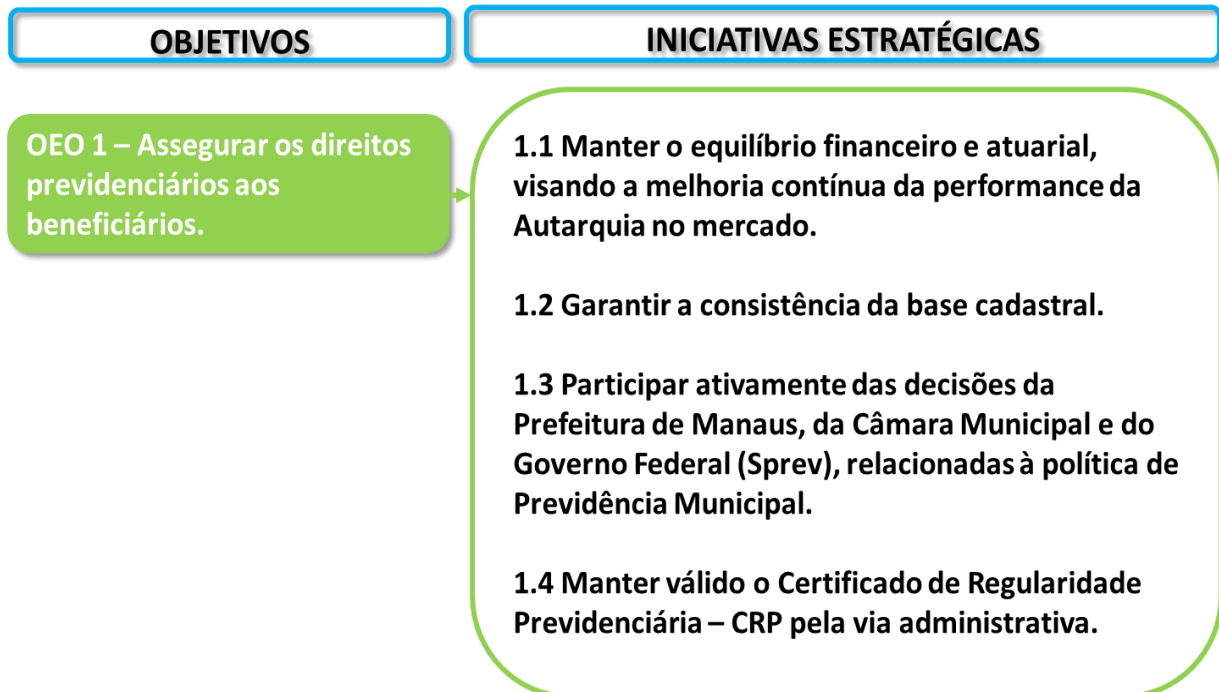 OBJETIVOS
INICIATIVAS ESTRATÉGICAS
OEO 1 – Assegurar os direitos
previdenciários aos
beneficiários.
1.1 Manter o equilíbrio financeiro e atuarial,
visando a melhoria contínua da performance da
Autarquia no mercado.
1.2 Garantir a consistência da base cadastral.
1.3 Participar ativamente das decisões da
Prefeitura de Manaus, da Câmara Municipal e do
Governo Federal (Sprev), relacionadas à política de
Previdência Municipal.
1.4 Manter válido o Certificado de Regularidade
Previdenciária – CRP pela via administrativa.